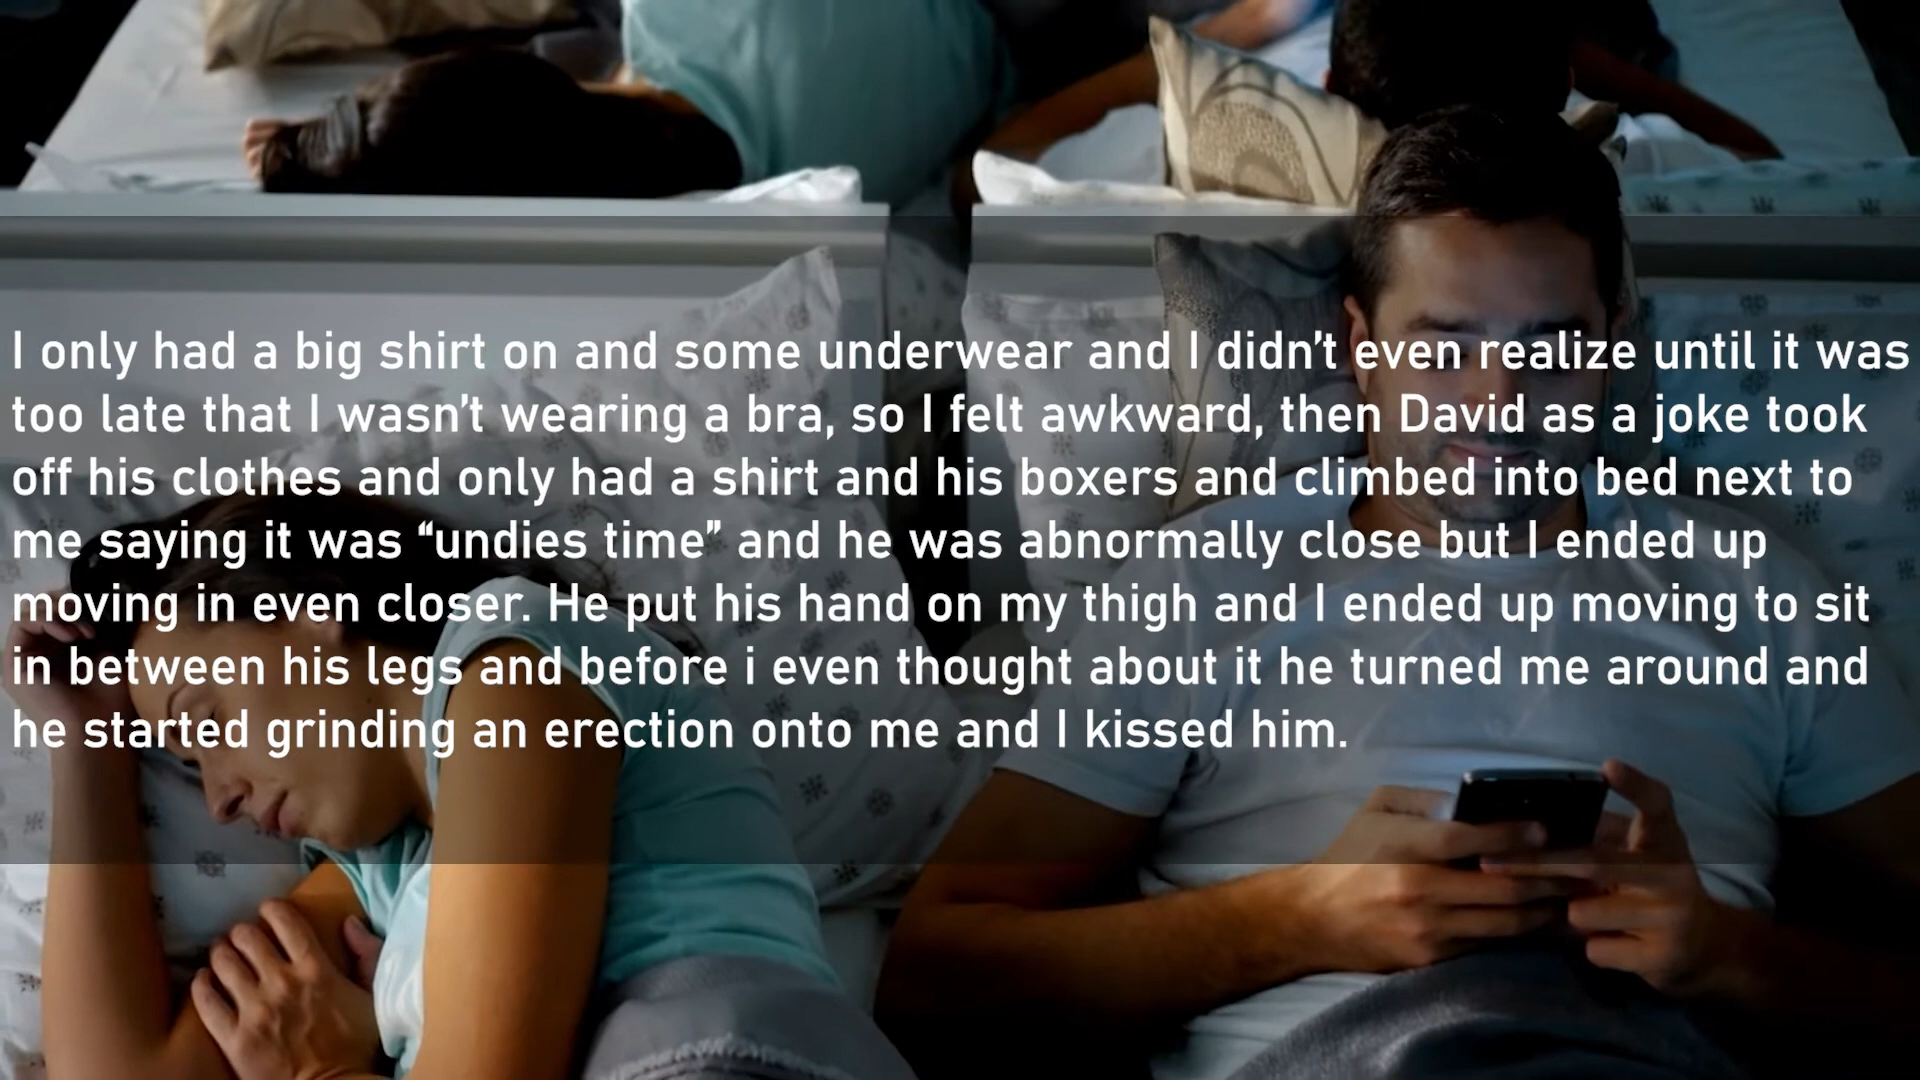 I only had a big shirt on and some underwear and I didn’t even realize until it was
too late that I wasn’t wearing a bra, so I felt awkward, then David as a joke took
off his clothes and only had a shirt and his boxers and climbed into bed next to
me saying it was “undies time” and he was abnormally close but I ended up
moving in even closer. He put his hand on my thigh and I ended up moving to sit
in between his legs and before i even thought about it he turned me around and
he started grinding an erection onto me and I kissed him.